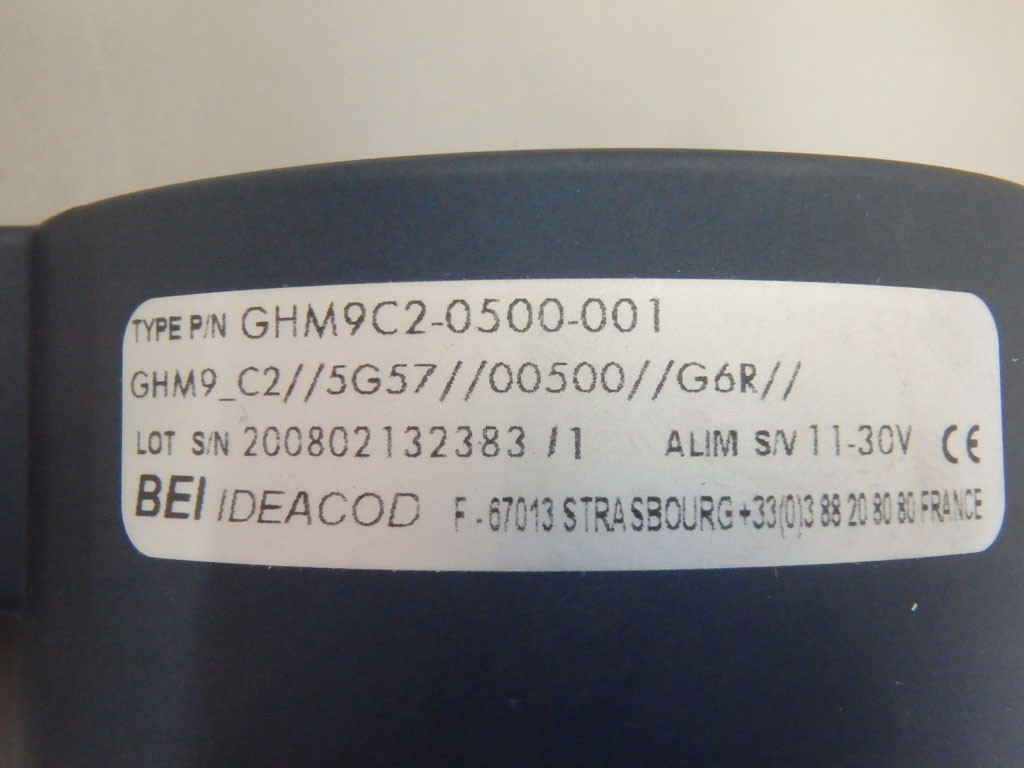 TYPE P/N GHM9C2-0500-001
GHM9_C2//5G57//00500//G6R//
LOT S/N 200802132383 /1 ALIM S/V 11-30V CE
BEI IDEACOD F - 67013 STRASBOURG +33(0)3 88 20 80 80 FRANCE